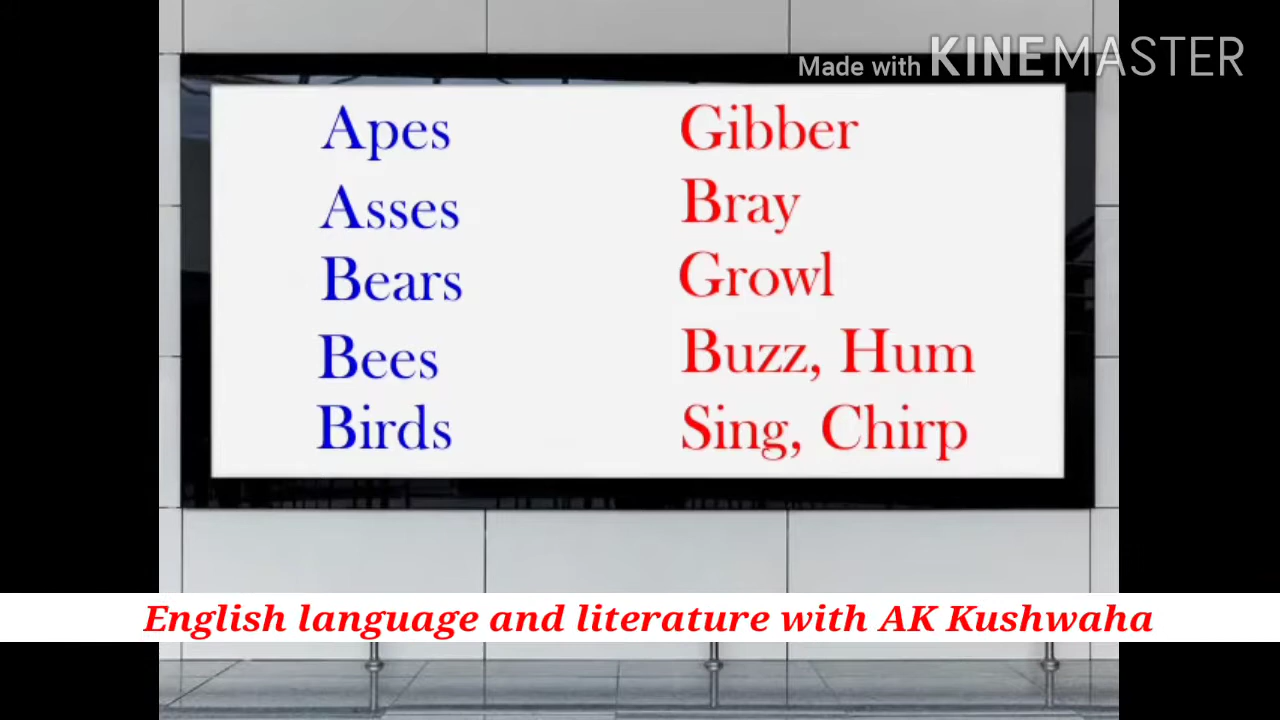 Made with KINEMASTER
Apes Gibber
Asses Bray
Bears Growl
Bees Buzz, Hum
Birds Sing, Chirp
English language and literature with AK Kushwaha